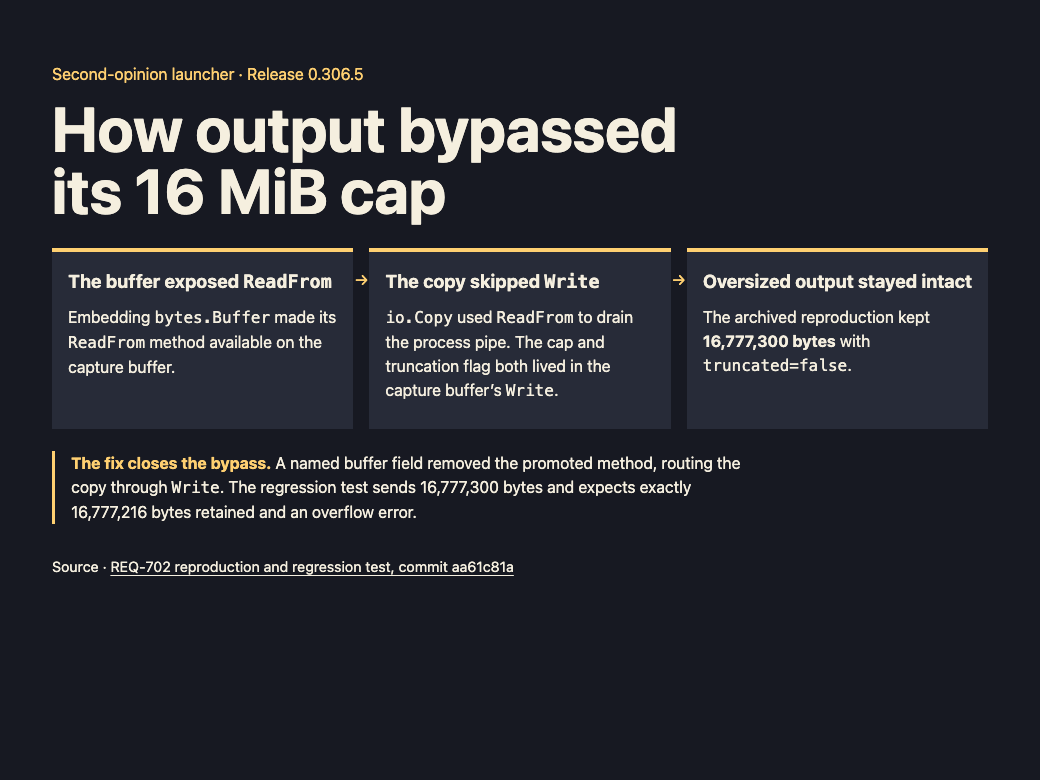 Second-opinion launcher · Release 0.306.5
How output bypassed
its 16 MiB cap
The buffer exposed ReadFrom
Embedding bytes.Buffer made its
ReadFrom method available on the
capture buffer.
→
The copy skipped Write
io.Copy used ReadFrom to drain
the process pipe. The cap and
truncation flag both lived in the
capture buffer’s Write.
→
Oversized output stayed intact
The archived reproduction kept
16,777,300 bytes with
truncated=false.
The fix closes the bypass. A named buffer field removed the promoted method, routing the
copy through Write. The regression test sends 16,777,300 bytes and expects exactly
16,777,216 bytes retained and an overflow error.
Source · REQ-702 reproduction and regression test, commit aa61c81a